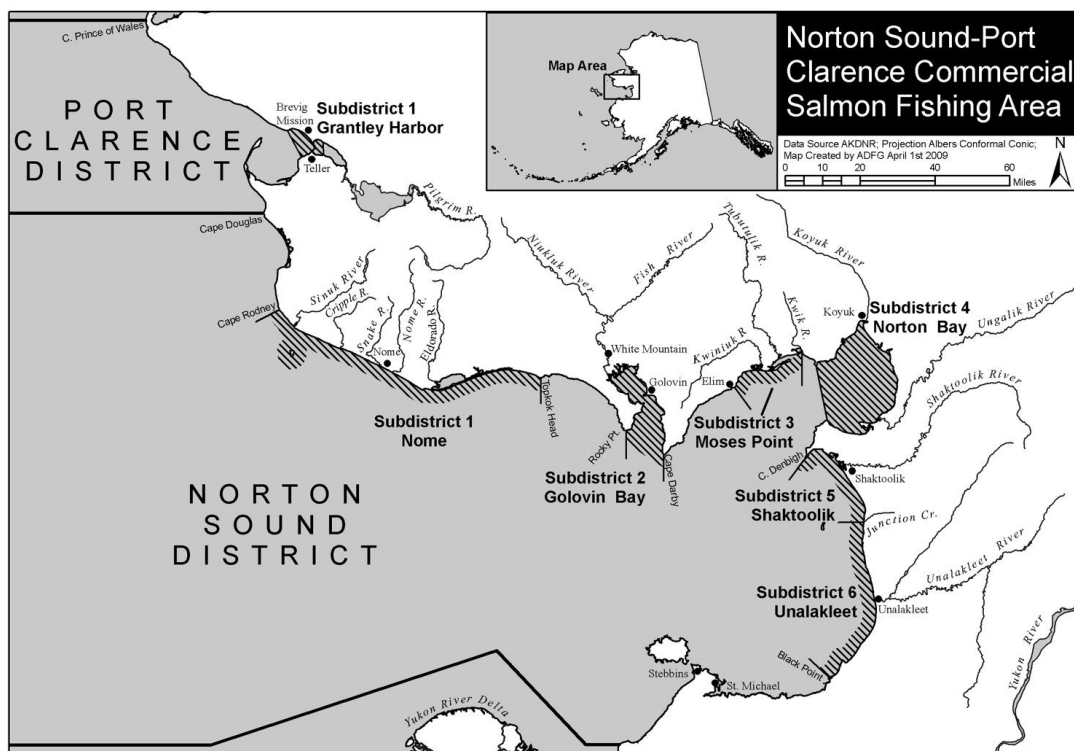 Norton Sound-Port
Clarence Commercial
Salmon Fishing Area
Data Source AKDNR; Projection Albers Conformal Conic;
Map Created by ADFG April 1st 2009
N
0 5 10 20 40 60
Miles
Map Area
C. Prince of Wales
PORT
CLARENCE
DISTRICT
Brevig
Mission
Subdistrict 1
Grantley Harbor
Teller
Cape Douglas
Pilgrim R.
Niukluk River
Fish River
Tubutulik R.
Koyuk River
Cape Rodney
Sinuk River
Cripple R.
Snake R.
Nome R.
Eldorado R.
Nome
Subdistrict 1
Nome
Topkok Head
White Mountain
Golovin
Kwiniuk R
Elim
Kwik R.
Koyuk
Subdistrict 4
Norton Bay
Ungalik River
Shaktoolik River
Rocky Pt.
Subdistrict 2
Golovin Bay
Cape Darby
Subdistrict 3
Moses Point
C. Denbigh
Shaktoolik
Subdistrict 5
Shaktoolik
Junction Cr.
NORTON
SOUND
DISTRICT
Subdistrict 6
Unalakleet
Unalakleet
Unalakleet River
Black Point
Stebbins
St. Michael
Yukon River Delta
Yukon River